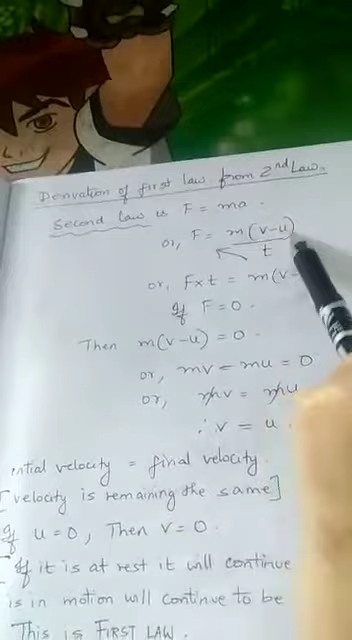 Derivation of first law from 2nd Law.
Second law is F = ma.
or, F = m(v-u)/t
or, F×t = m(v-
If F=0.
Then m(v-u) = 0.
or, mv = mu = 0
or, mv = mu
∴ v = u.
initial velocity = final velocity.
[velocity is remaining the same]
If u=0, Then v=0.
If it is at rest it will continue
is in motion will continue to be
This is FIRST LAW.